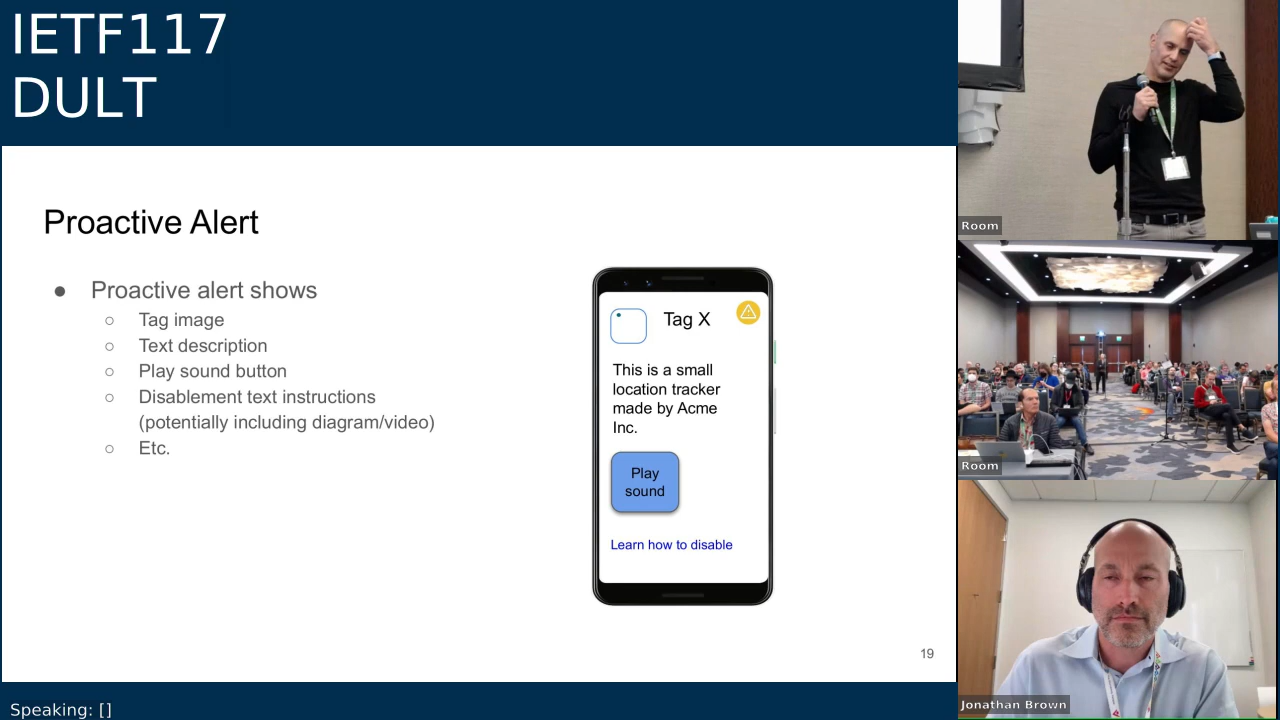 IETF117
DULT
Proactive Alert
● Proactive alert shows
○ Tag image
○ Text description
○ Play sound button
○ Disablement text instructions
(potentially including diagram/video)
○ Etc.
Tag X
This is a small
location tracker
made by Acme
Inc.
Play
sound
Learn how to disable
19
Speaking: []
Room
Room
Jonathan Brown